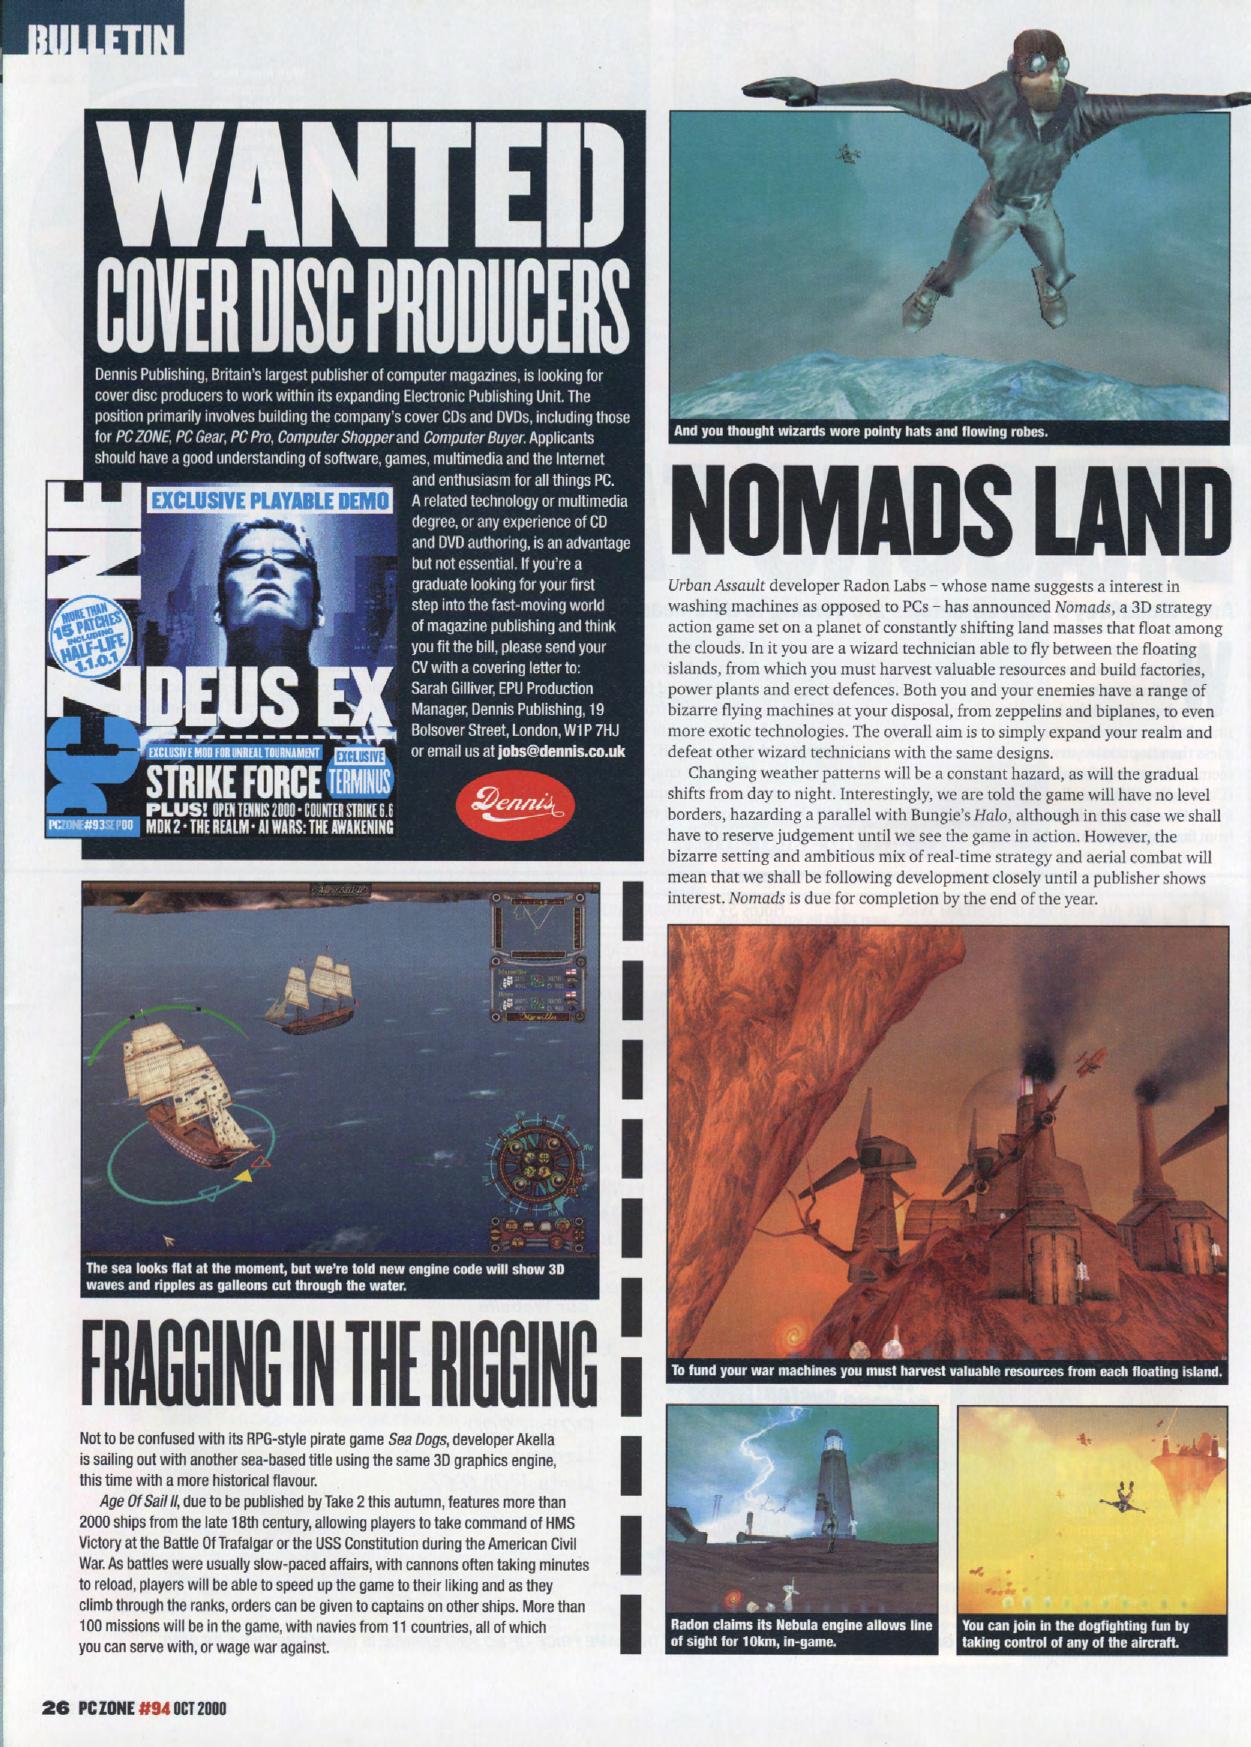 BULLETIN
WANTED
COVER DISC PRODUCERS
Dennis Publishing, Britain's largest publisher of computer magazines, is looking for
cover disc producers to work within its expanding Electronic Publishing Unit. The
position primarily involves building the company's cover CDs and DVDs, including those
for PC ZONE, PC Gear, PC Pro, Computer Shopper and Computer Buyer. Applicants
should have a good understanding of software, games, multimedia and the Internet
and enthusiasm for all things PC.
A related technology or multimedia
degree, or any experience of CD
and DVD authoring, is an advantage
but not essential. If you're a
graduate looking for your first
step into the fast-moving world
of magazine publishing and think
you fit the bill, please send your
CV with a covering letter to:
Sarah Gilliver, EPU Production
Manager, Dennis Publishing, 19
Bolsover Street, London, W1P 7HJ
or email us at jobs@dennis.co.uk
Dennis
PC ZONE
EXCLUSIVE PLAYABLE DEMO
MORE THAN
15 PATCHES
INCLUDING
HALF-LIFE
1.1.0.1
DEUS EX
EXCLUSIVE MOD FOR UNREAL TOURNAMENT
STRIKE FORCE
EXCLUSIVE
TERMINUS
PLUS! OPEN TENNIS 2000 • COUNTER STRIKE 6.6
MDK 2 • THE REALM • AI WARS: THE AWAKENING
PCZONE#93SEP00
The sea looks flat at the moment, but we're told new engine code will show 3D
waves and ripples as galleons cut through the water.
FRAGGING IN THE RIGGING
Not to be confused with its RPG-style pirate game Sea Dogs, developer Akella
is sailing out with another sea-based title using the same 3D graphics engine,
this time with a more historical flavour.
Age Of Sail II, due to be published by Take 2 this autumn, features more than
2000 ships from the late 18th century, allowing players to take command of HMS
Victory at the Battle Of Trafalgar or the USS Constitution during the American Civil
War. As battles were usually slow-paced affairs, with cannons often taking minutes
to reload, players will be able to speed up the game to their liking and as they
climb through the ranks, orders can be given to captains on other ships. More than
100 missions will be in the game, with navies from 11 countries, all of which
you can serve with, or wage war against.
And you thought wizards wore pointy hats and flowing robes.
NOMADS LAND
Urban Assault developer Radon Labs – whose name suggests a interest in
washing machines as opposed to PCs – has announced Nomads, a 3D strategy
action game set on a planet of constantly shifting land masses that float among
the clouds. In it you are a wizard technician able to fly between the floating
islands, from which you must harvest valuable resources and build factories,
power plants and erect defences. Both you and your enemies have a range of
bizarre flying machines at your disposal, from zeppelins and biplanes, to even
more exotic technologies. The overall aim is to simply expand your realm and
defeat other wizard technicians with the same designs.
Changing weather patterns will be a constant hazard, as will the gradual
shifts from day to night. Interestingly, we are told the game will have no level
borders, hazarding a parallel with Bungie's Halo, although in this case we shall
have to reserve judgement until we see the game in action. However, the
bizarre setting and ambitious mix of real-time strategy and aerial combat will
mean that we shall be following development closely until a publisher shows
interest. Nomads is due for completion by the end of the year.
To fund your war machines you must harvest valuable resources from each floating island.
Radon claims its Nebula engine allows line
of sight for 10km, in-game.
You can join in the dogfighting fun by
taking control of any of the aircraft.
26 PC ZONE #94 OCT 2000